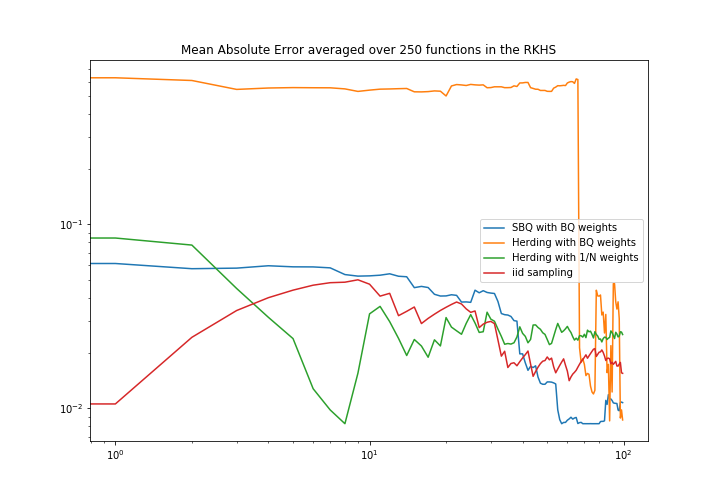 Mean Absolute Error averaged over 250 functions in the RKHS
10⁻¹
10⁻²
SBQ with BQ weights
Herding with BQ weights
Herding with 1/N weights
iid sampling
10⁰
10¹
10²